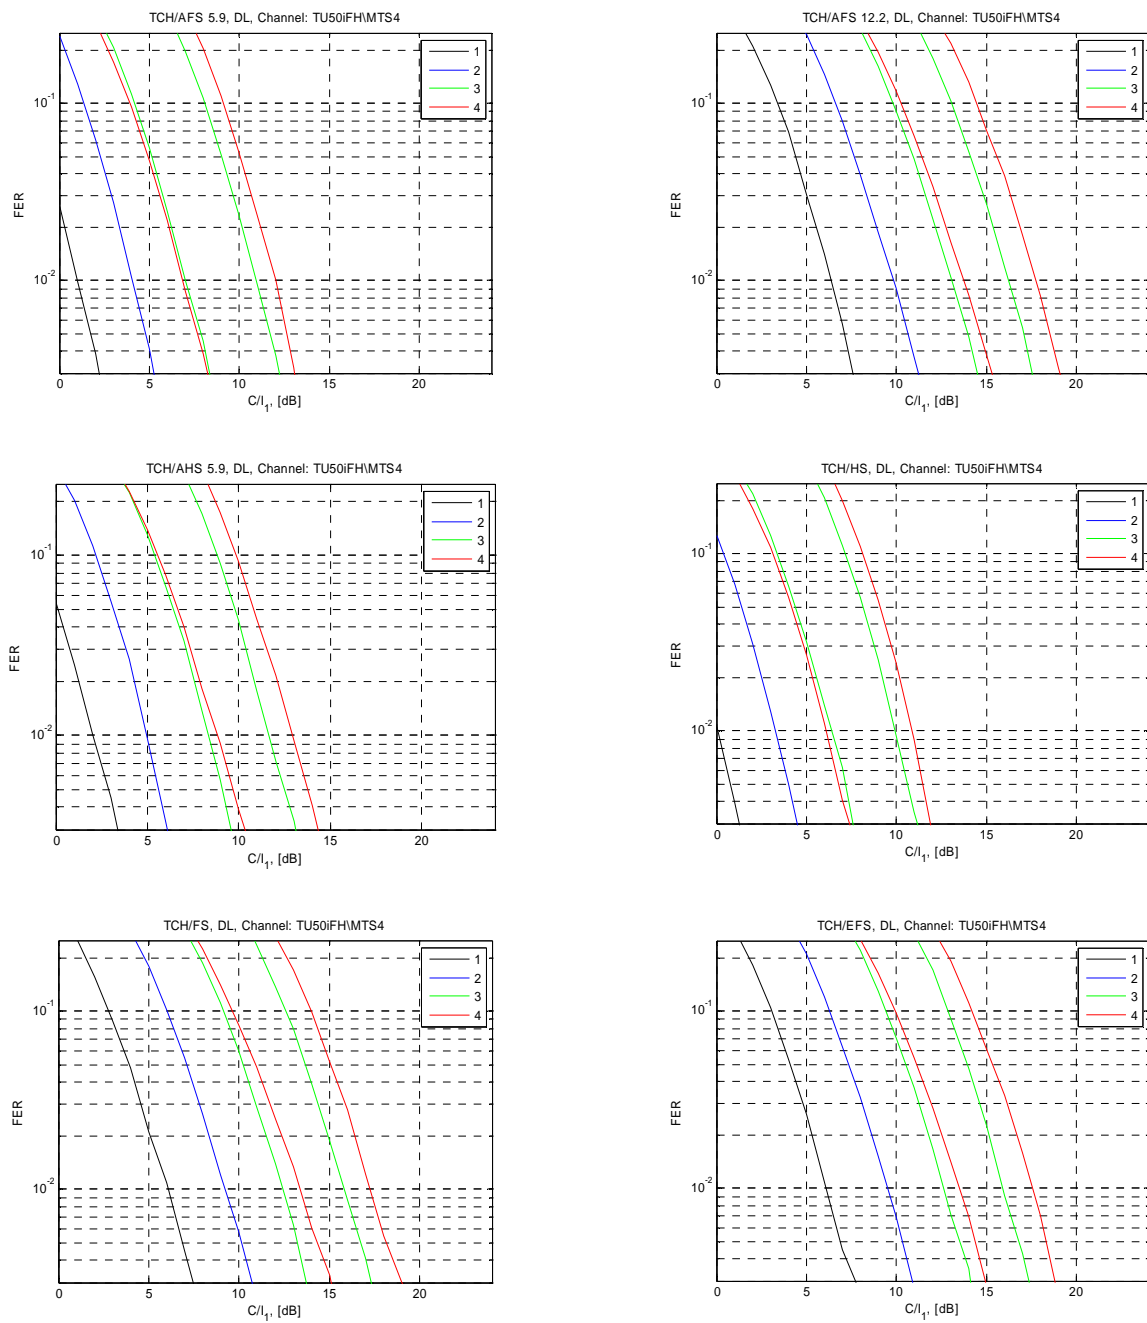 TCH/AFS 5.9, DL, Channel: TU50iFH\MTS4
1
2
3
4
10^-1
10^-2
FER
0 5 10 15 20
C/I_1, [dB]
TCH/AFS 12.2, DL, Channel: TU50iFH\MTS4
1
2
3
4
10^-1
10^-2
FER
0 5 10 15 20
C/I_1, [dB]
TCH/AHS 5.9, DL, Channel: TU50iFH\MTS4
1
2
3
4
10^-1
10^-2
FER
0 5 10 15 20
C/I_1, [dB]
TCH/HS, DL, Channel: TU50iFH\MTS4
1
2
3
4
10^-1
10^-2
FER
0 5 10 15 20
C/I_1, [dB]
TCH/FS, DL, Channel: TU50iFH\MTS4
1
2
3
4
10^-1
10^-2
FER
0 5 10 15 20
C/I_1, [dB]
TCH/EFS, DL, Channel: TU50iFH\MTS4
1
2
3
4
10^-1
10^-2
FER
0 5 10 15 20
C/I_1, [dB]